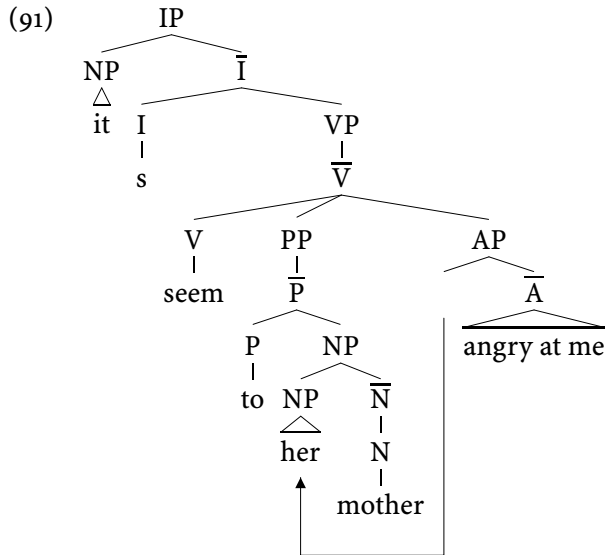 (91) IP
NP I̅
it I VP
s V̅
V PP AP
seem P̅ A̅
P NP angry at me
to NP N̅
her N
mother